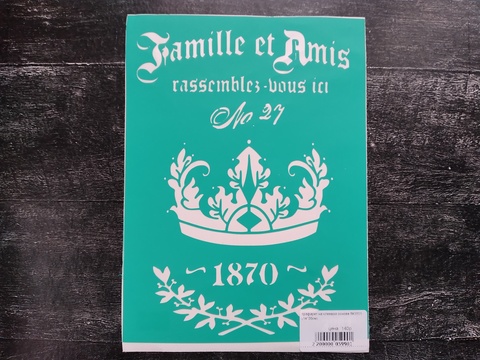 Famille et Amis
rassemblez-vous ici
No. 27
~ 1870 ~